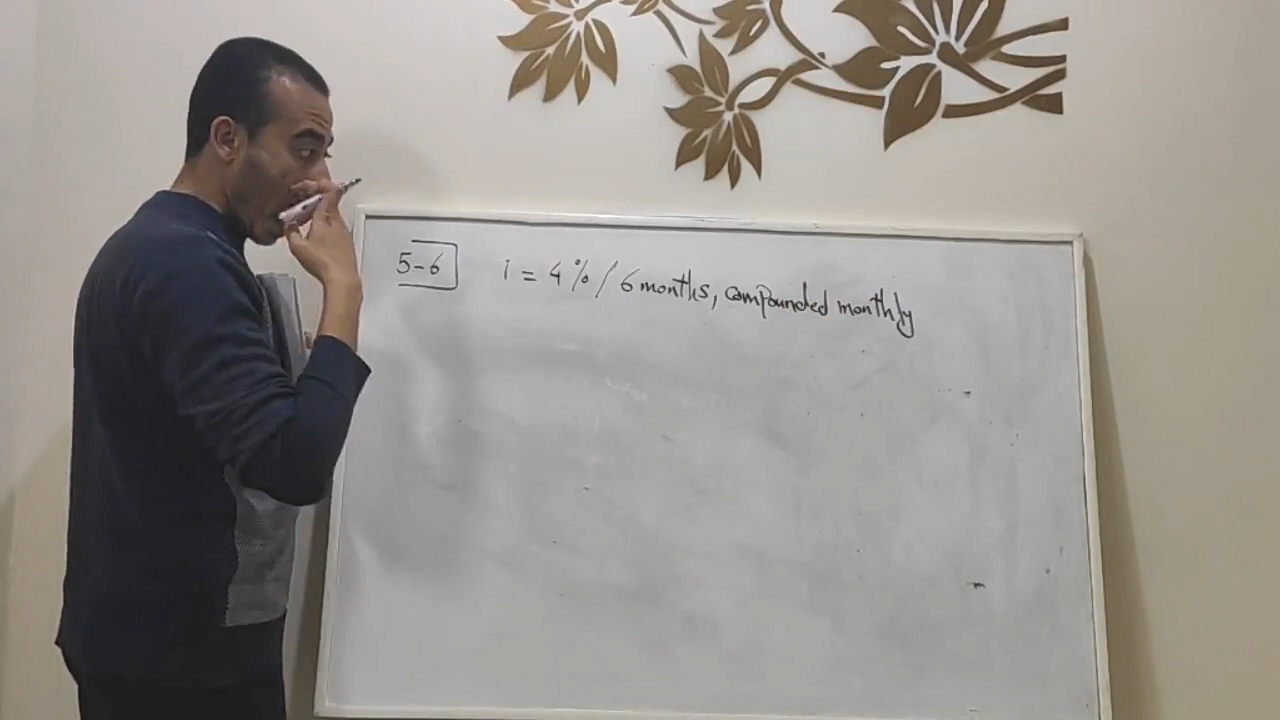 5-6 i = 4% / 6 months, compounded monthly